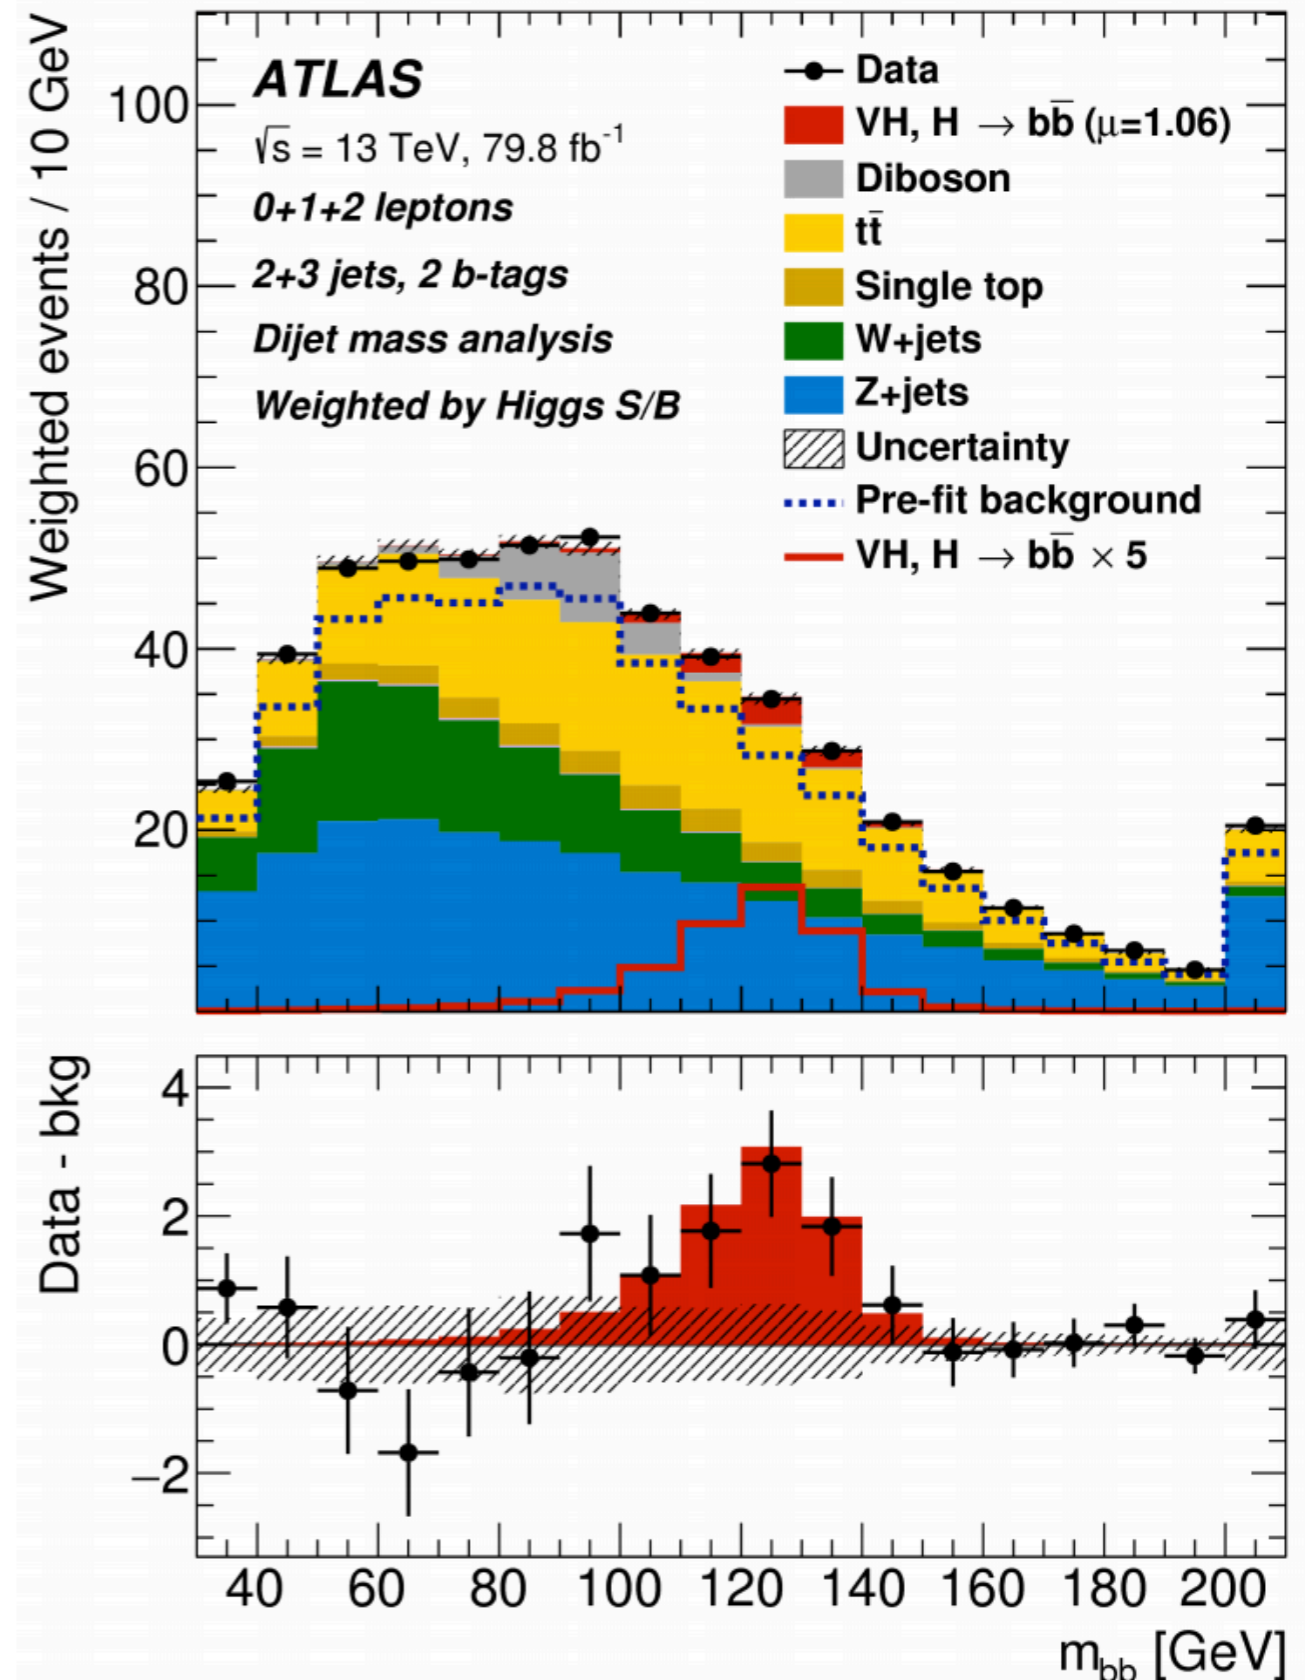 Weighted events / 10 GeV
100
80
60
40
20
ATLAS
√s = 13 TeV, 79.8 fb⁻¹
0+1+2 leptons
2+3 jets, 2 b-tags
Dijet mass analysis
Weighted by Higgs S/B
Data
VH, H → bb̄ (μ=1.06)
Diboson
tt̄
Single top
W+jets
Z+jets
Uncertainty
Pre-fit background
VH, H → bb̄ × 5
Data - bkg
4
2
0
−2
40 60 80 100 120 140 160 180 200
m_bb [GeV]